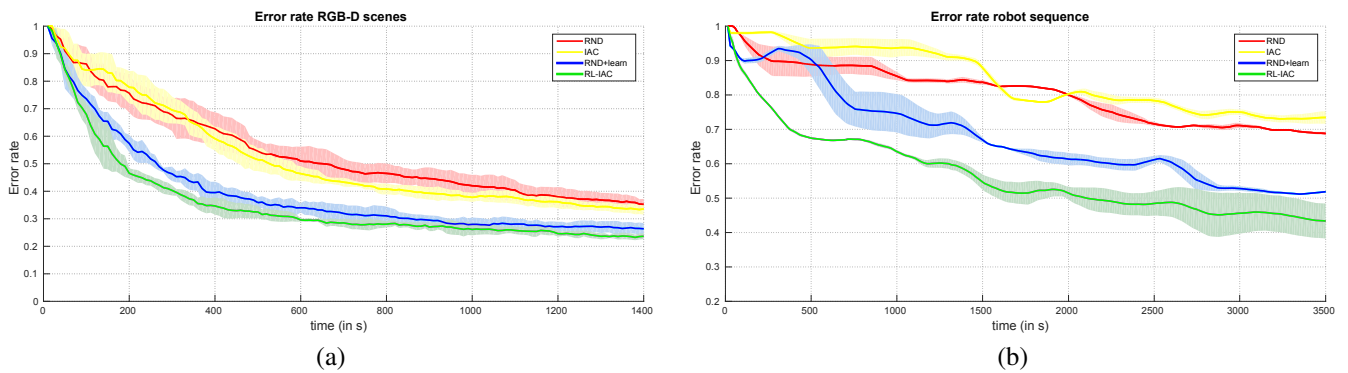 Error rate RGB-D scenes
1
0.9
0.8
0.7
0.6
0.5
0.4
0.3
0.2
0.1
0
Error rate
0 200 400 600 800 1000 1200 1400
time (in s)
RND
IAC
RND+learn
RL-IAC
(a)
Error rate robot sequence
1
0.9
0.8
0.7
0.6
0.5
0.4
0.3
0.2
Error rate
0 500 1000 1500 2000 2500 3000 3500
time (in s)
RND
IAC
RND+learn
RL-IAC
(b)